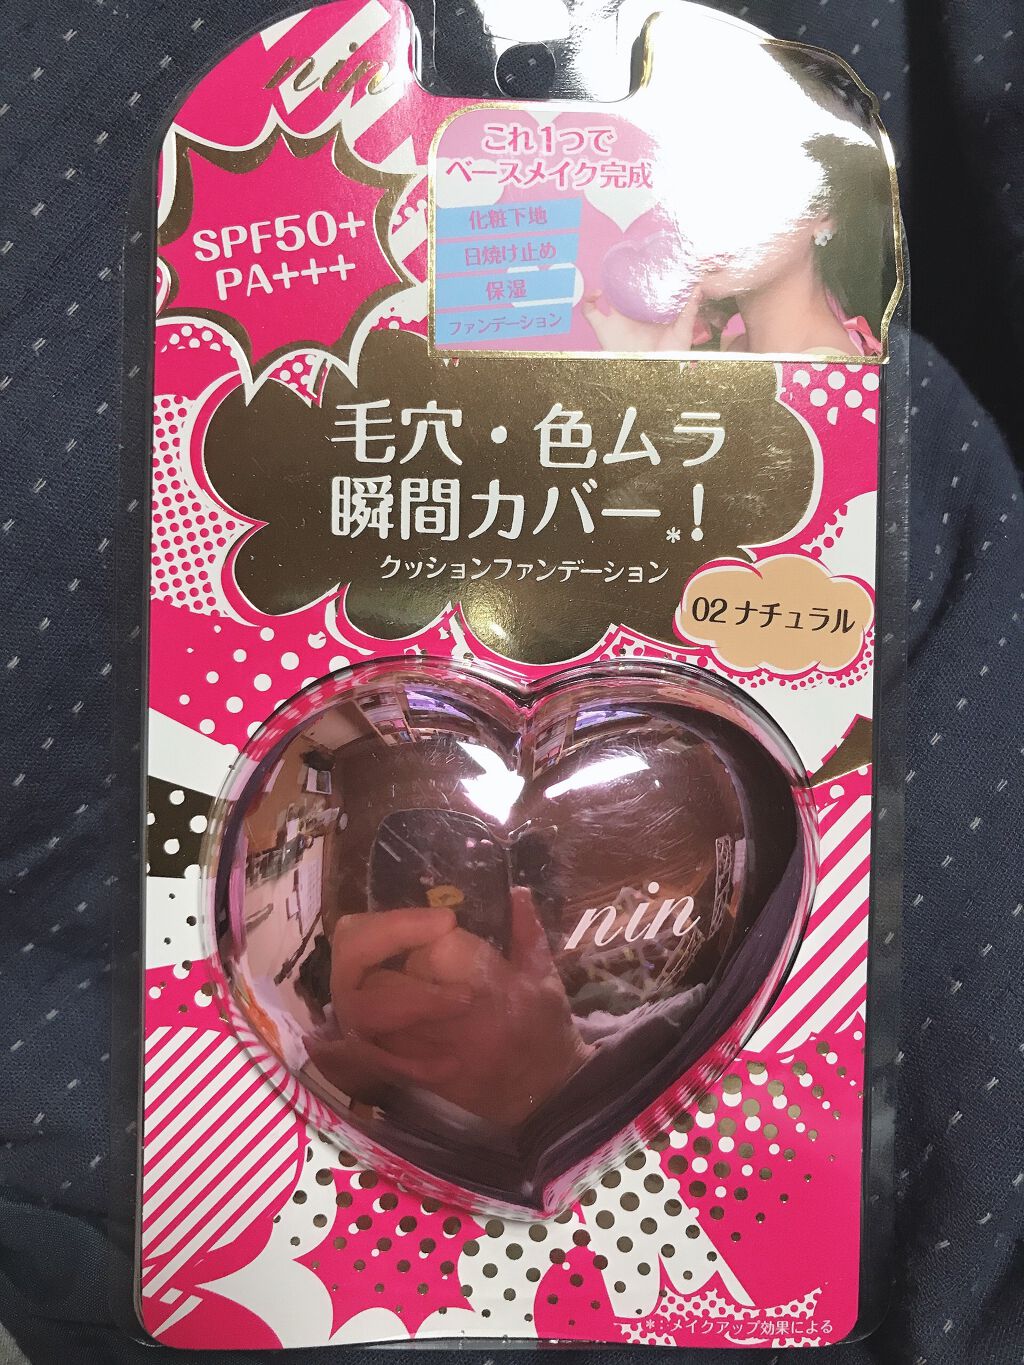 nin
これ1つで
ベースメイク完成
化粧下地
日焼け止め
保湿
ファンデーション
SPF50+
PA+++
毛穴・色ムラ
瞬間カバー*!
クッションファンデーション
02 ナチュラル
nin
*:メイクアップ効果による